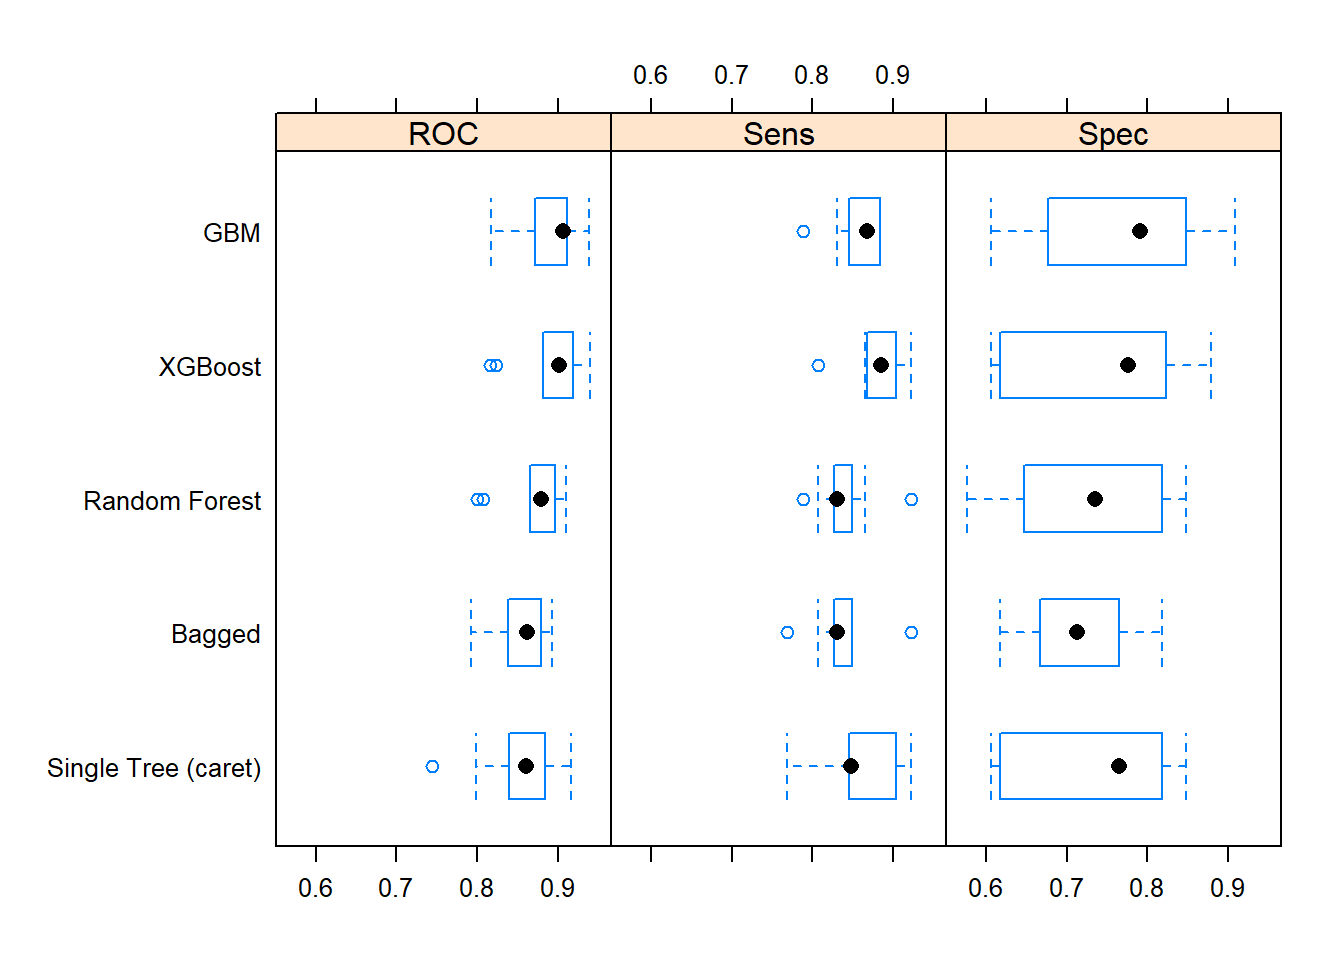 0.6 0.7 0.8 0.9
ROC Sens Spec
GBM
XGBoost
Random Forest
Bagged
Single Tree (caret)
0.6 0.7 0.8 0.9 0.6 0.7 0.8 0.9